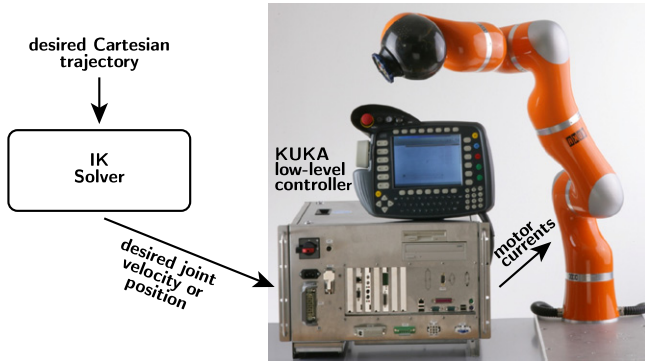 desired Cartesian
trajectory
IK
Solver
KUKA
low-level
controller
desired joint
velocity or
position
motor
currents